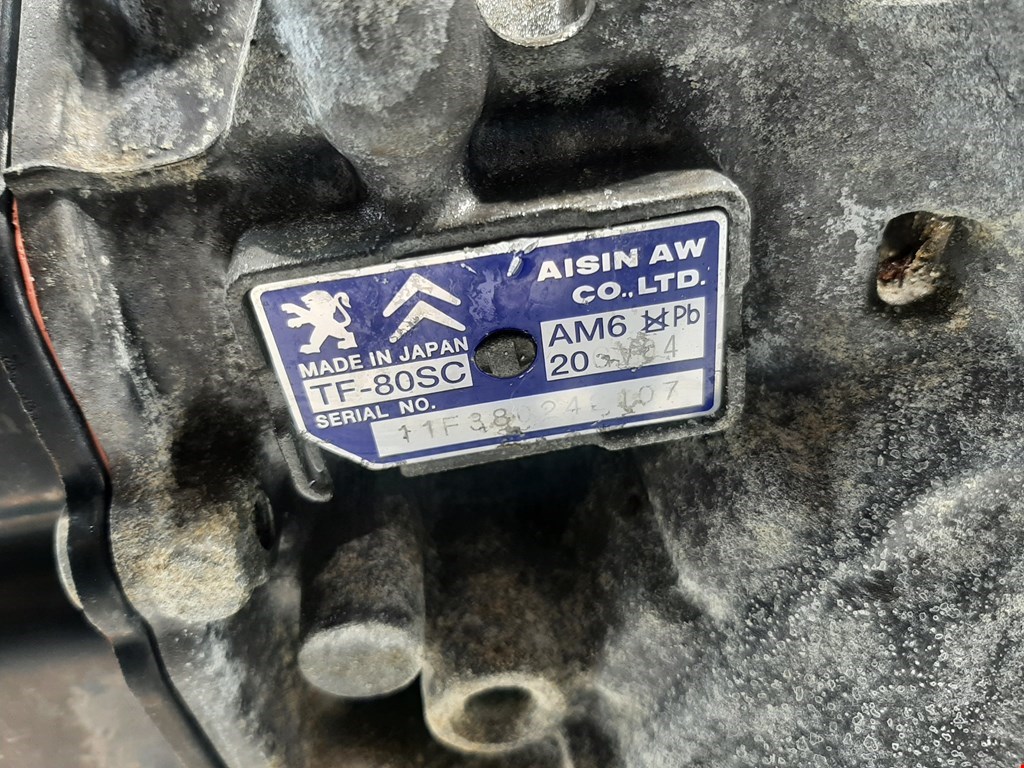 AISIN AW
CO., LTD.
MADE IN JAPAN
TF-80SC
AM6 Pb
SERIAL NO.